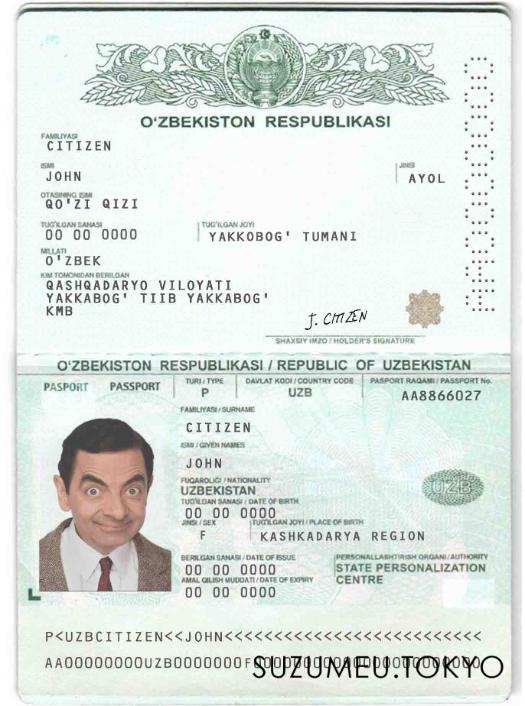 O'ZBEKISTON RESPUBLIKASI
FAMILIYASI
CITIZEN
ISMI
JOHN
JINSI
AYOL
OTASINING ISMI
QO'ZI QIZI
TUG'ILGAN SANASI
00 00 0000
TUG'ILGAN JOYI
YAKKOBOG' TUMANI
MILLATI
O'ZBEK
KIM TOMONIDAN BERILGAN
QASHQADARYO VILOYATI
YAKKABOG' TIIB YAKKABOG'
KMB
J. CITIZEN
SHAXSIY IMZO / HOLDER'S SIGNATURE
O'ZBEKISTON RESPUBLIKASI / REPUBLIC OF UZBEKISTAN
PASPORT PASSPORT
TURI / TYPE
P
DAVLAT KODI / COUNTRY CODE
UZB
PASPORT RAQAMI / PASSPORT No.
AA8866027
FAMILIYASI / SURNAME
CITIZEN
ISMI / GIVEN NAMES
JOHN
FUQAROLIGI / NATIONALITY
UZBEKISTAN
UZB
TUG'ILGAN SANASI / DATE OF BIRTH
00 00 0000
JINSI / SEX
F
TUG'ILGAN JOYI / PLACE OF BIRTH
KASHKADARYA REGION
BERILGAN SANASI / DATE OF ISSUE
00 00 0000
PERSONALLASHTIRISH ORGANI / AUTHORITY
STATE PERSONALIZATION
CENTRE
AMAL QILISH MUDDATI / DATE OF EXPIRY
00 00 0000
P<UZBCITIZEN<<JOHN<<<<<<<<<<<<<<<<<<<<<<<<<<
SUZUMEU.TOKYO